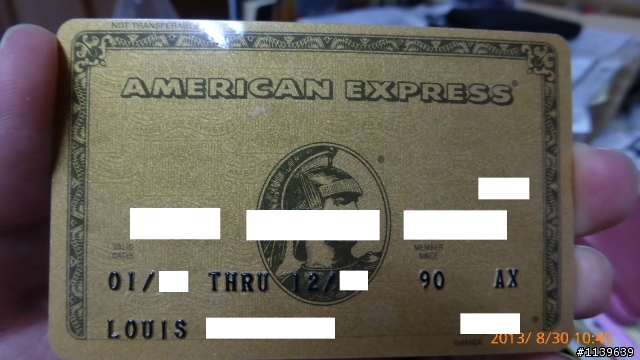 NOT TRANSFERABLE
AMERICAN EXPRESS
VALID DATES
MEMBER SINCE
01/ THRU 12/ 90 AX
LOUIS
2013/ 8/30 10:45
#1139639